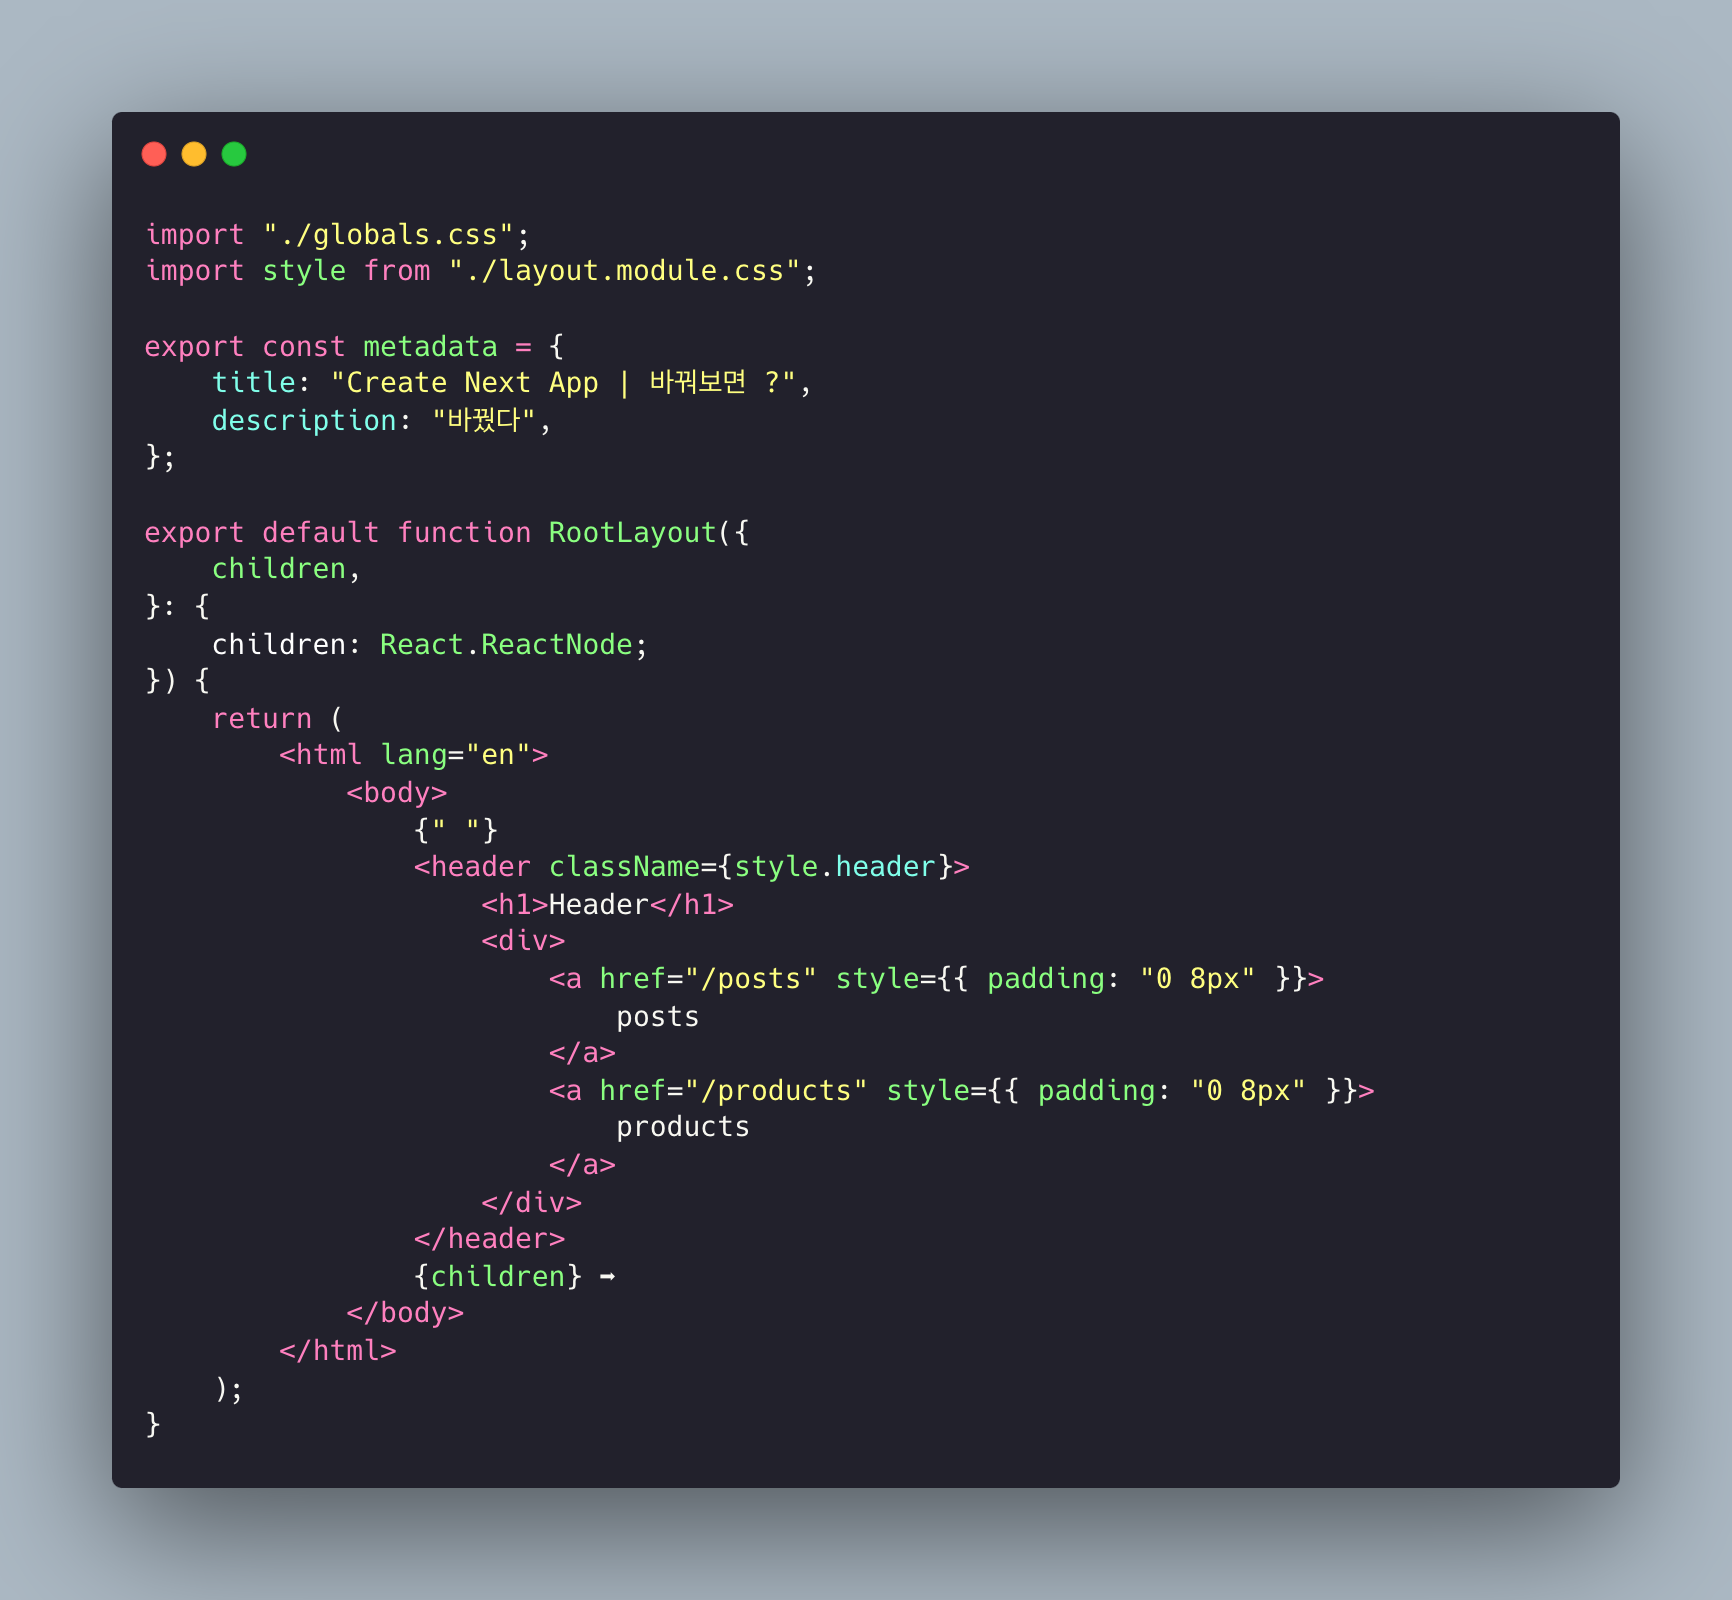 import "./globals.css";
import style from "./layout.module.css";

export const metadata = {
    title: "Create Next App | 바꿔보면 ?",
    description: "바꿨다",
};

export default function RootLayout({
    children,
}: {
    children: React.ReactNode;
}) {
    return (
        <html lang="en">
            <body>
                {" "}
                <header className={style.header}>
                    <h1>Header</h1>
                    <div>
                        <a href="/posts" style={{ padding: "0 8px" }}>
                            posts
                        </a>
                        <a href="/products" style={{ padding: "0 8px" }}>
                            products
                        </a>
                    </div>
                </header>
                {children} ➡
            </body>
        </html>
    );
}